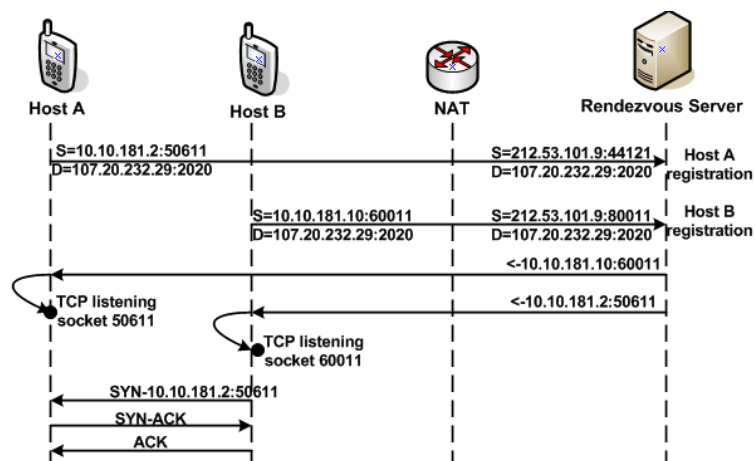 Host A
Host B
NAT
Rendezvous Server
S=10.10.181.2:50611
D=107.20.232.29:2020
S=212.53.101.9:44121
D=107.20.232.29:2020
Host A
registration
S=10.10.181.10:60011
D=107.20.232.29:2020
S=212.53.101.9:80011
D=107.20.232.29:2020
Host B
registration
<-10.10.181.10:60011
TCP listening
socket 50611
<-10.10.181.2:50611
TCP listening
socket 60011
SYN-10.10.181.2:50611
SYN-ACK
ACK